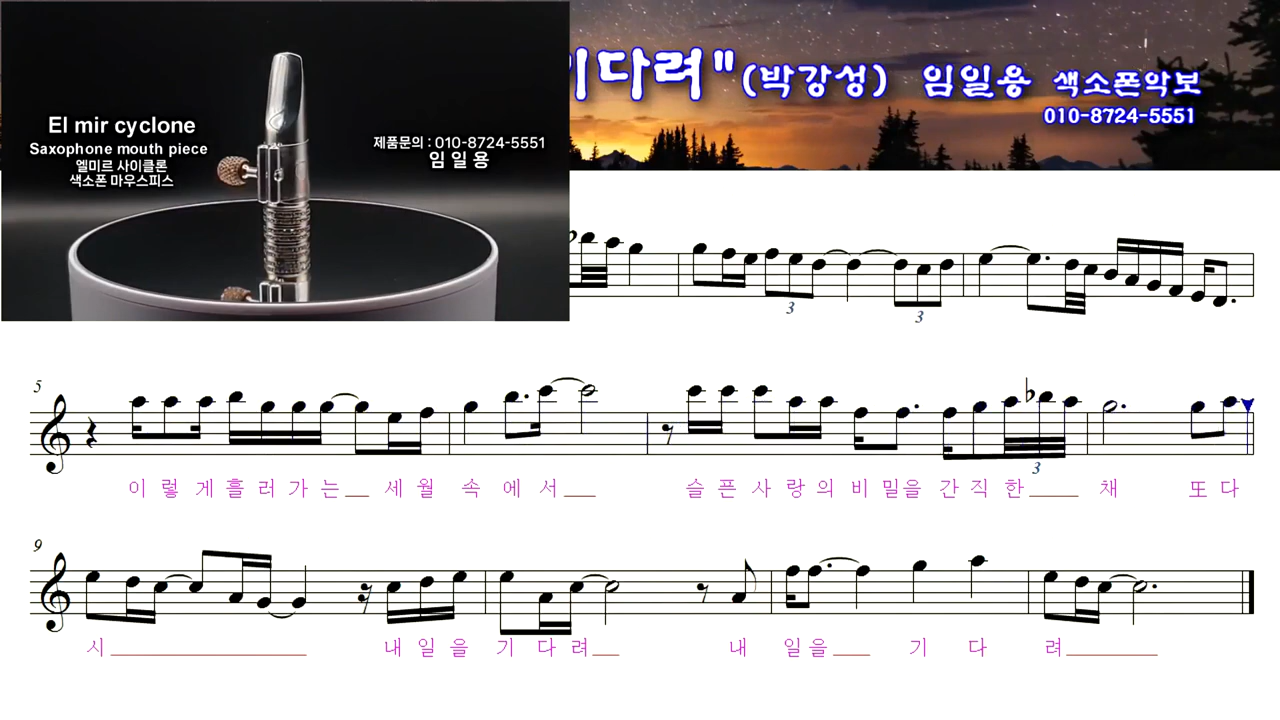 다려"(박강성) 임일용 색소폰악보
010-8724-5551
El mir cyclone
Saxophone mouth piece
엘미르 사이클론
색소폰 마우스피스
제품문의 : 010-8724-5551
임 일 용
3
3
5
이 렇 게 흘 러 가 는__ 세 월 속 에 서___ 슬 픈 사 랑 의 비 밀을 간 직 한____ 채 또 다
3
9
시__________________ 내 일 을 기 다 려__ 내 일 을___ 기 다 려________